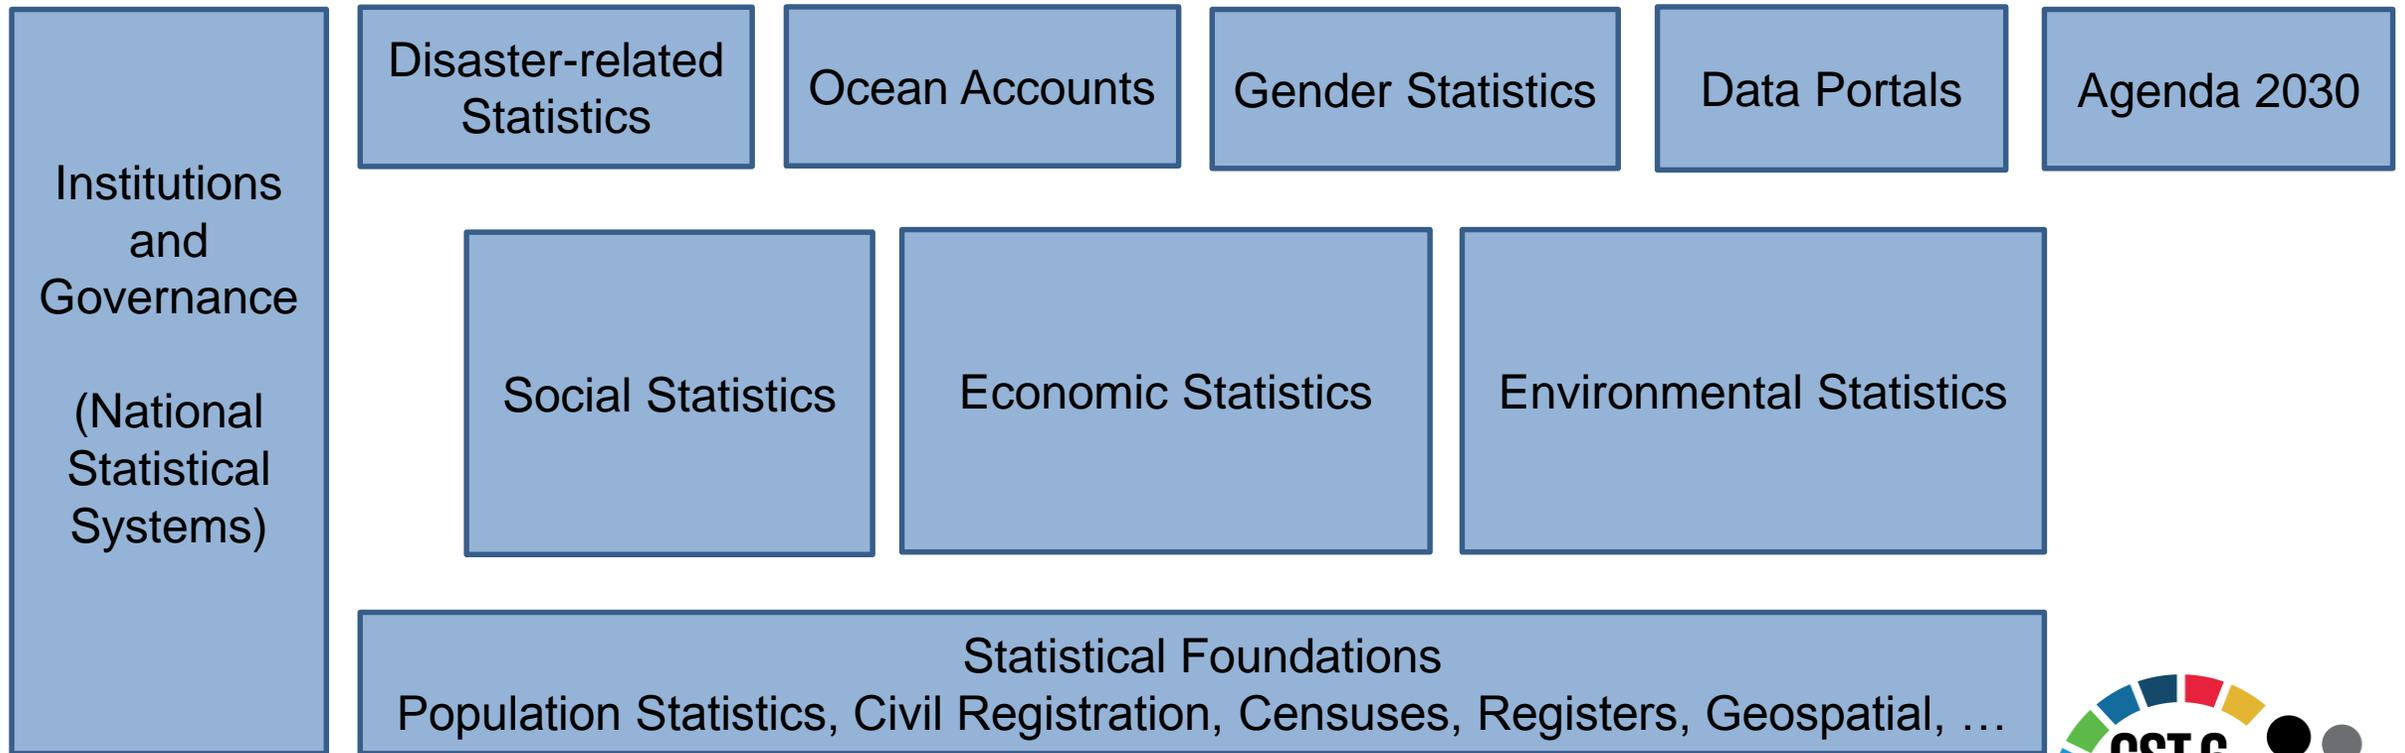 Institutions
and
Governance
(National
Statistical
Systems)
Disaster-related
Statistics
Ocean Accounts
Gender Statistics
Data Portals
Agenda 2030
Social Statistics
Economic Statistics
Environmental Statistics
Statistical Foundations
Population Statistics, Civil Registration, Censuses, Registers, Geospatial, …